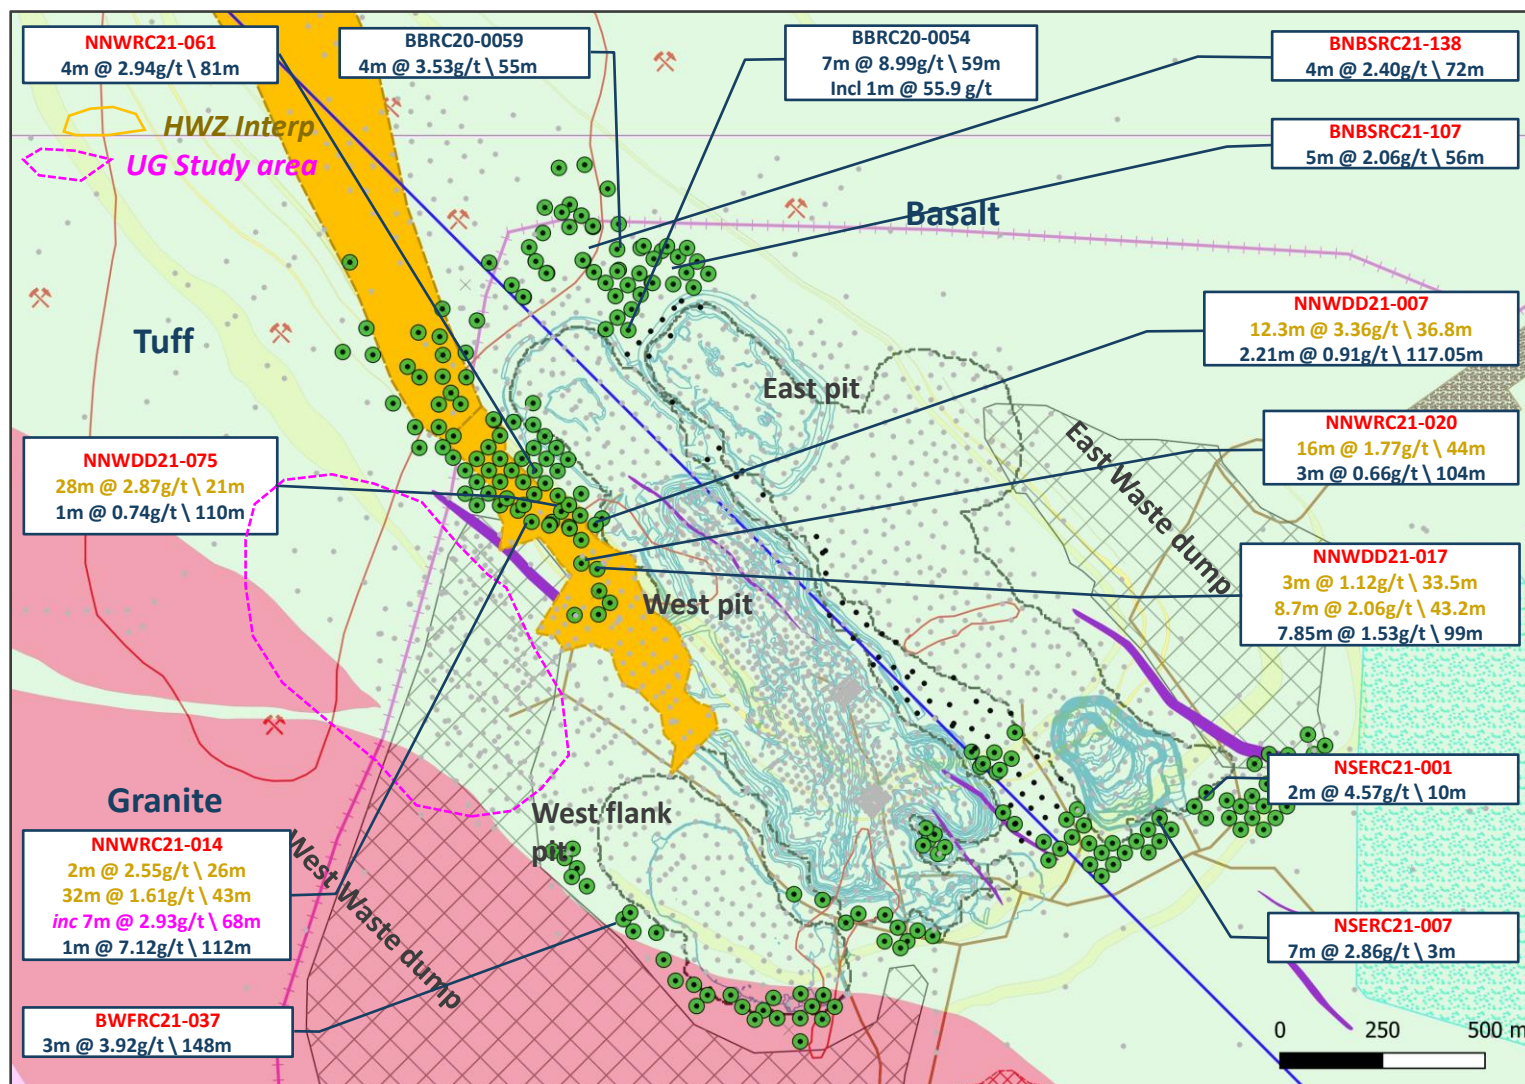 NNWRC21-061
4m @ 2.94g/t \ 81m
BBRC20-0059
4m @ 3.53g/t \ 55m
BBRC20-0054
7m @ 8.99g/t \ 59m
Incl 1m @ 55.9 g/t
BNBSRC21-138
4m @ 2.40g/t \ 72m
BNBSRC21-107
5m @ 2.06g/t \ 56m
HWZ Interp
UG Study area
Basalt
Tuff
NNWDD21-007
12.3m @ 3.36g/t \ 36.8m
2.21m @ 0.91g/t \ 117.05m
East pit
NNWRC21-020
16m @ 1.77g/t \ 44m
3m @ 0.66g/t \ 104m
East Waste dump
NNWDD21-075
28m @ 2.87g/t \ 21m
1m @ 0.74g/t \ 110m
NNWDD21-017
3m @ 1.12g/t \ 33.5m
8.7m @ 2.06g/t \ 43.2m
7.85m @ 1.53g/t \ 99m
West pit
NSERC21-001
2m @ 4.57g/t \ 10m
Granite
West flank
pit
NNWRC21-014
2m @ 2.55g/t \ 26m
32m @ 1.61g/t \ 43m
inc 7m @ 2.93g/t \ 68m
1m @ 7.12g/t \ 112m
West Waste dump
NSERC21-007
7m @ 2.86g/t \ 3m
BWFRC21-037
3m @ 3.92g/t \ 148m
0 250 500 m